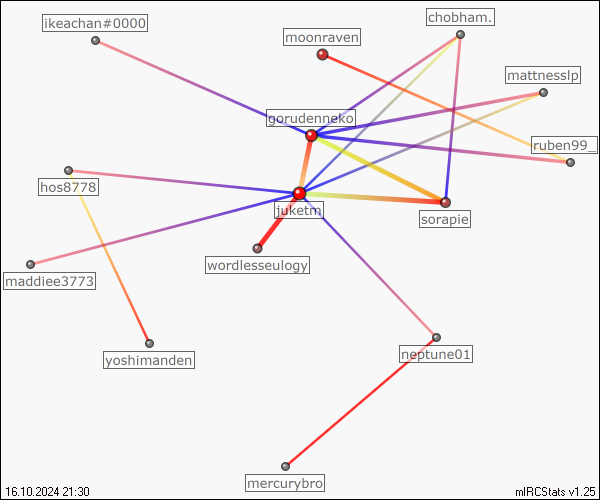 chobham.
ikeachan#0000
moonraven
mattnesslp
gorudenneko
ruben99_
hos8778
juketm
sorapie
wordlesseulogy
maddiee3773
yoshimanden
neptune01
mercurybro
16.10.2024 21:30
mIRCStats v1.25